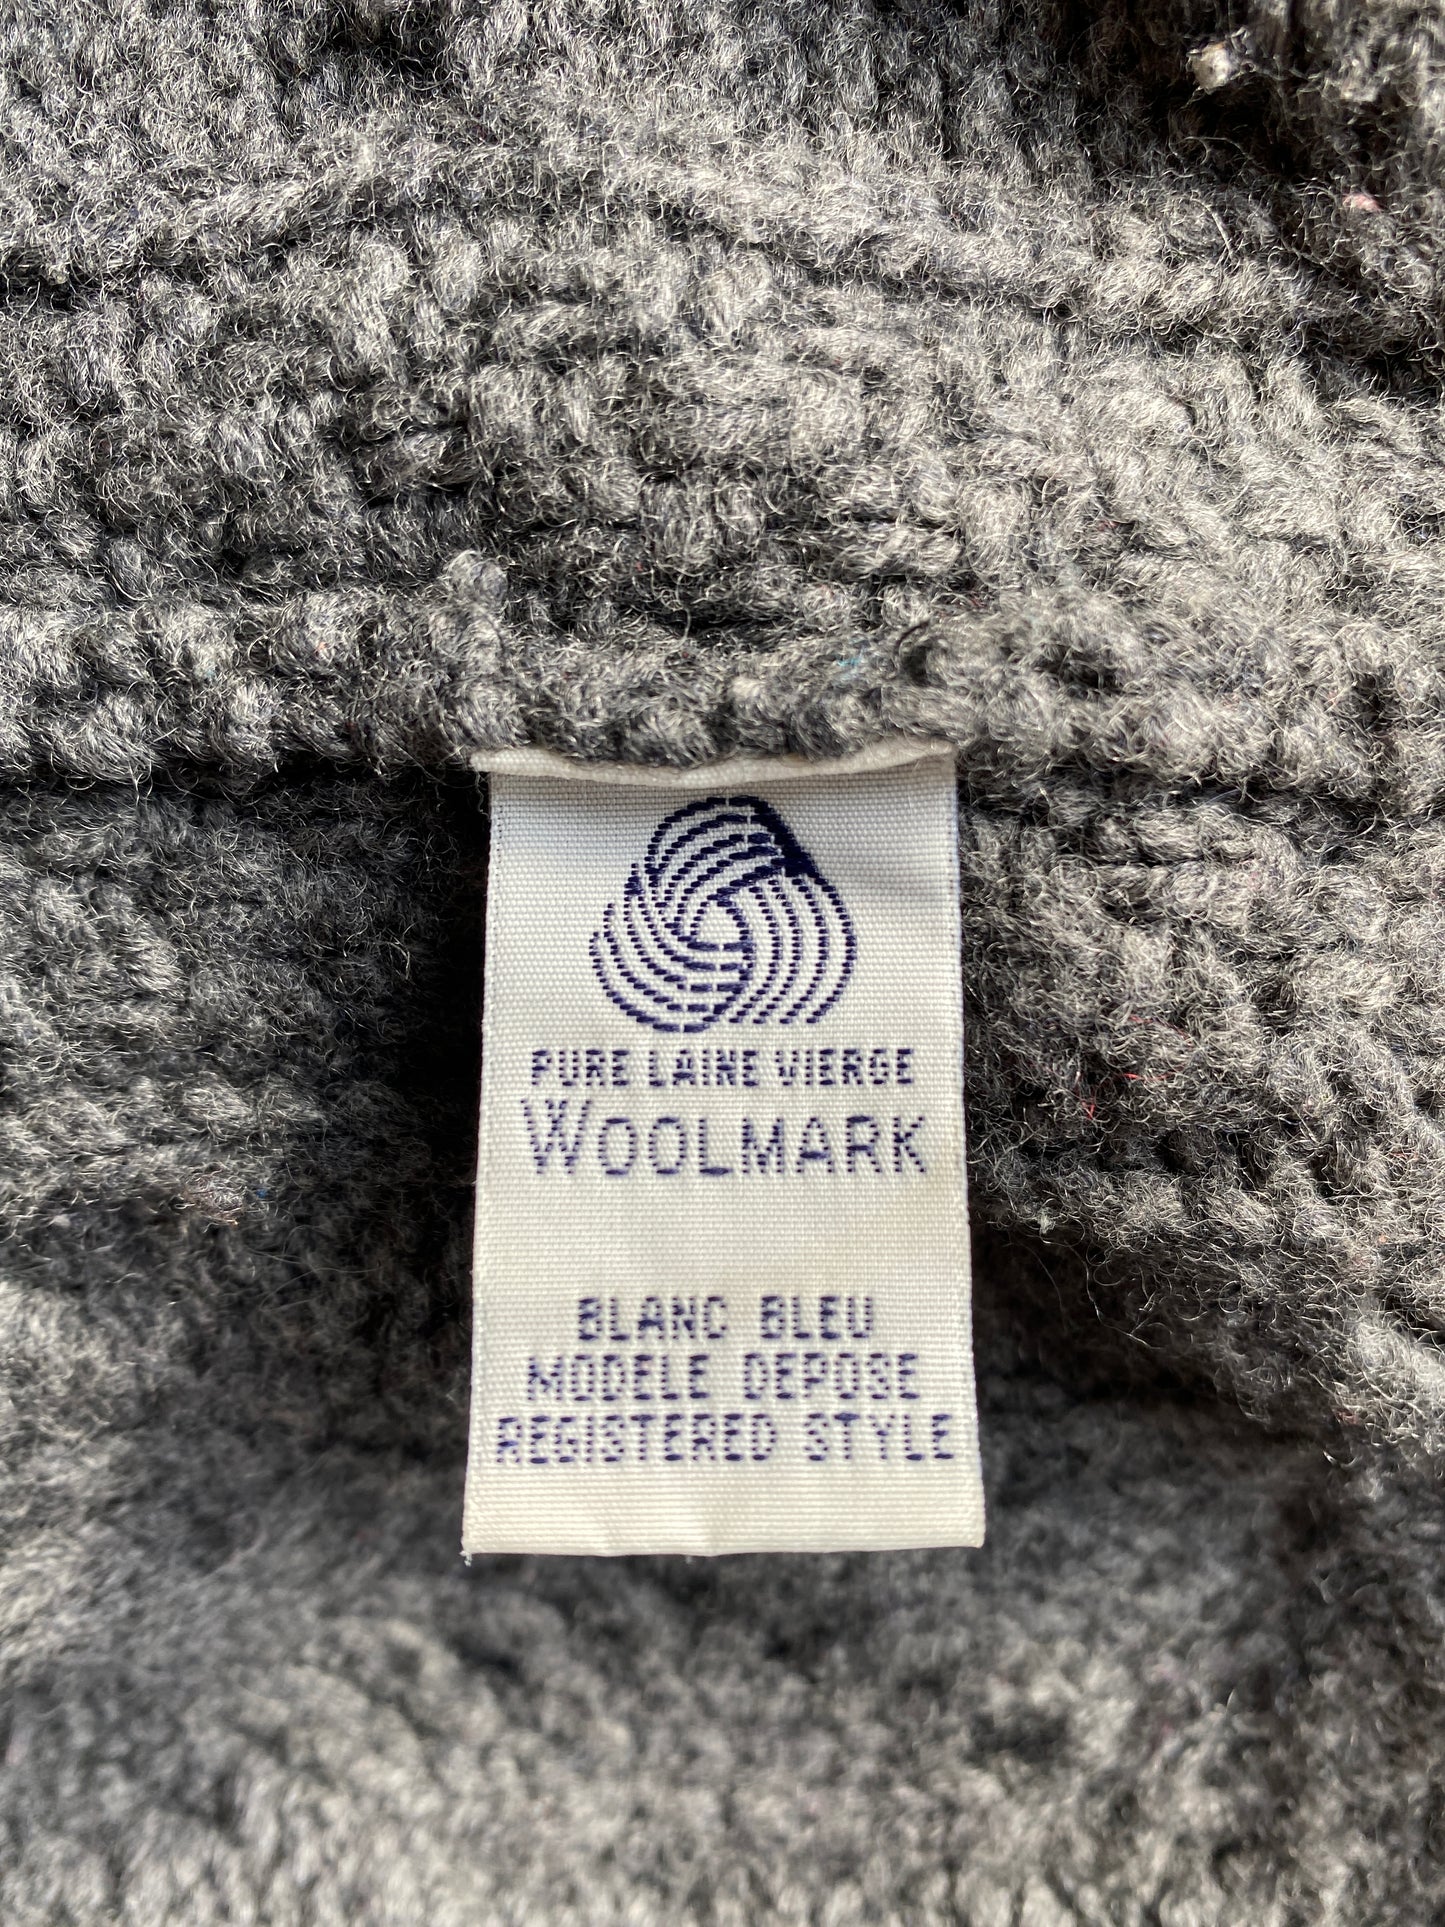 PURE LAINE VIERGE
WOOLMARK
BLANC BLEU
MODELE DEPOSE
REGISTERED STYLE